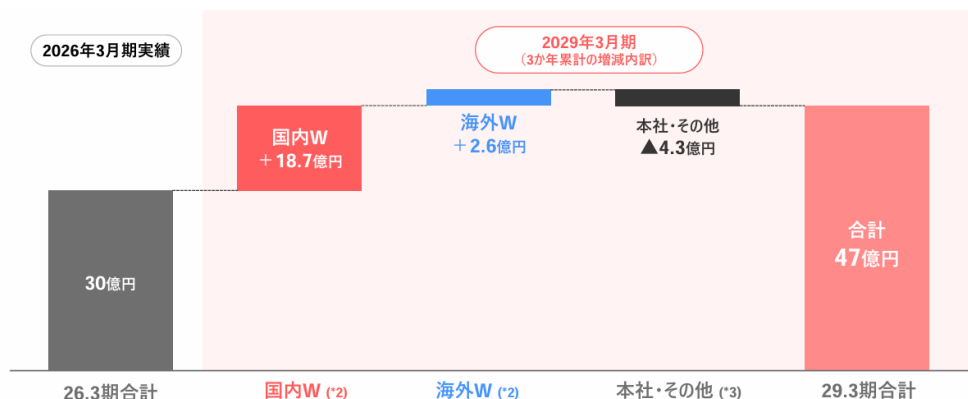 2026年3月期実績
2029年3月期
（3か年累計の増減内訳）
国内W
＋18.7億円
海外W
＋2.6億円
本社・その他
▲4.3億円
30億円
合計
47億円
26.3期合計
国内W (*2)
海外W (*2)
本社・その他 (*3)
29.3期合計